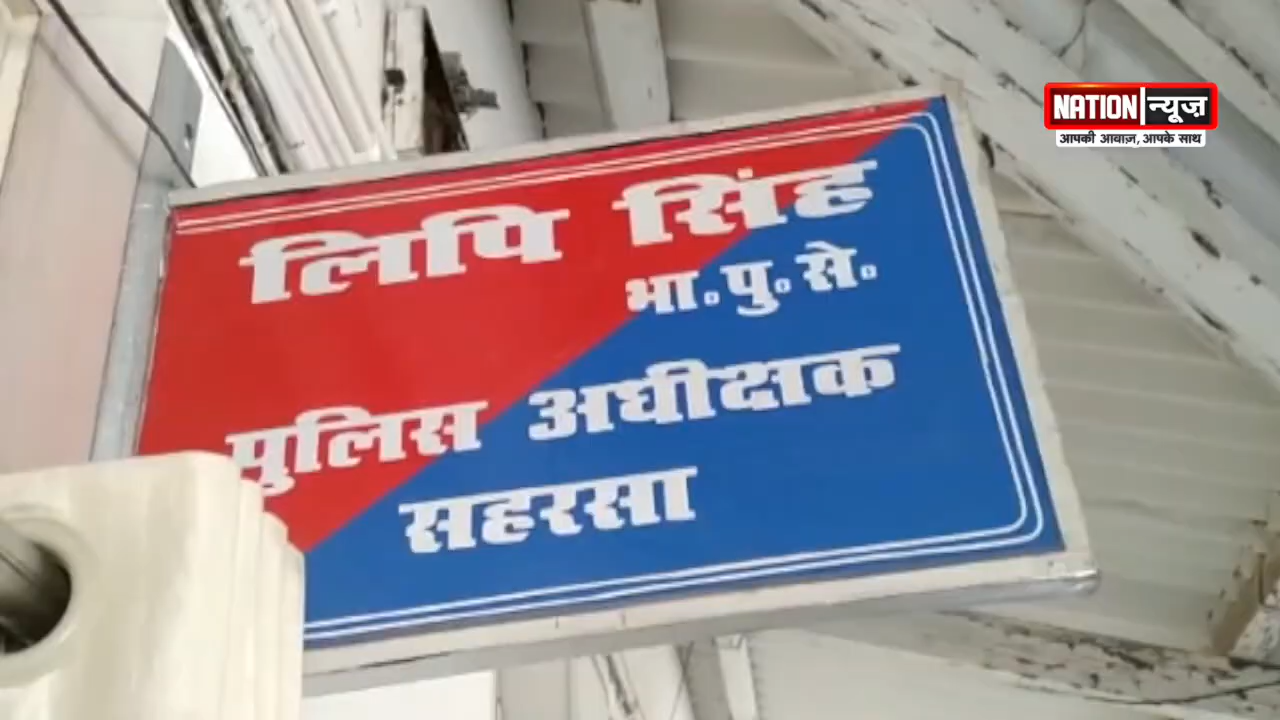 NATION न्यूज़
आपकी आवाज़, आपके साथ
लिपि सिंह
भा.पु.से.
पुलिस अधीक्षक
सहरसा